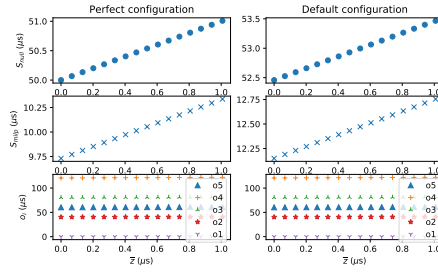 Perfect configuration
Default configuration
S_null (μs)
51.0
50.5
50.0
0.0 0.2 0.4 0.6 0.8 1.0
53.5
53.0
52.5
0.0 0.2 0.4 0.6 0.8 1.0
S_mlp (μs)
10.25
10.00
9.75
0.0 0.2 0.4 0.6 0.8 1.0
12.75
12.50
12.25
0.0 0.2 0.4 0.6 0.8 1.0
o_i (μs)
100
50
0
o5
o4
o3
o2
o1
0.0 0.2 0.4 0.6 0.8 1.0
z̅ (μs)
100
50
0
o5
o4
o3
o2
o1
0.0 0.2 0.4 0.6 0.8 1.0
z̅ (μs)